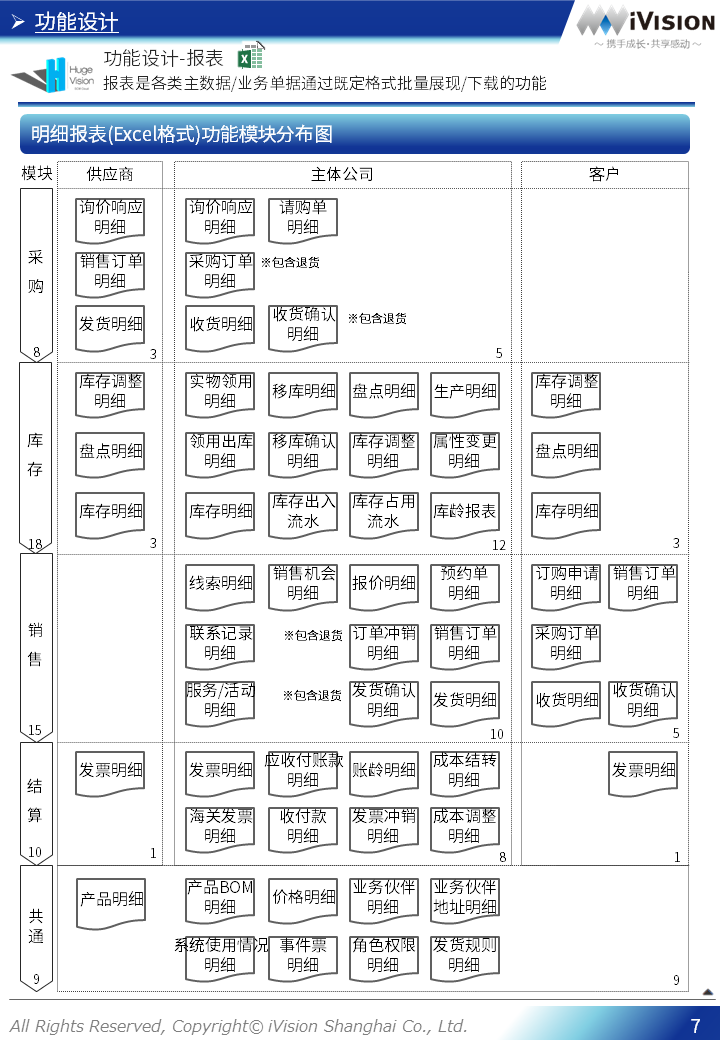 ➢ 功能设计
iVision
～ 携手成长·共享感动 ～
Huge
Vision
功能设计-报表
报表是各类主数据/业务单据通过既定格式批量展现/下载的功能
明细报表(Excel格式)功能模块分布图
模块 供应商 主体公司 客户
采购
8
询价响应
明细
销售订单
明细
发货明细
3
询价响应
明细
请购单
明细
采购订单
明细
※包含退货
收货明细
收货确认
明细
※包含退货
5
库存
18
库存调整
明细
盘点明细
库存明细
3
实物领用
明细
移库明细
盘点明细
生产明细
领用出库
明细
移库确认
明细
库存调整
明细
属性变更
明细
库存明细
库存出入
流水
库存占用
流水
库龄报表
12
库存调整
明细
盘点明细
库存明细
3
销售
15
线索明细
销售机会
明细
报价明细
预约单
明细
联系记录
明细
※包含退货
订单冲销
明细
销售订单
明细
服务/活动
明细
※包含退货
发货确认
明细
发货明细
10
订购申请
明细
销售订单
明细
采购订单
明细
收货明细
收货确认
明细
5
结算
10
发票明细
1
发票明细
应收付账款
明细
账龄明细
成本结转
明细
海关发票
明细
收付款
明细
发票冲销
明细
成本调整
明细
8
发票明细
1
共通
9
产品明细
产品BOM
明细
价格明细
业务伙伴
明细
业务伙伴
地址明细
系统使用情况
明细
事件票
明细
角色权限
明细
发货规则
明细
9
All Rights Reserved, Copyright© iVision Shanghai Co., Ltd.
7